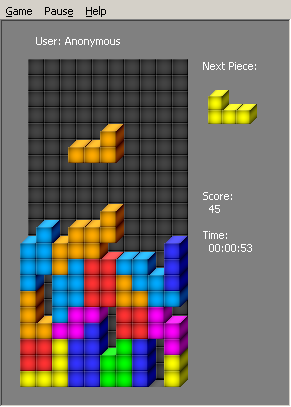 Game Pause Help
User: Anonymous
Next Piece:
Score:
45
Time:
00:00:53